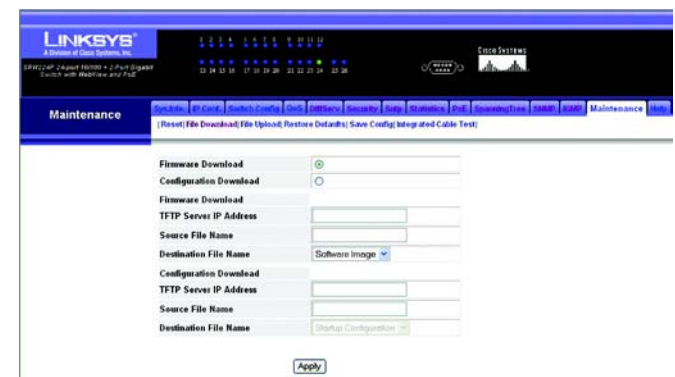 LINKSYS®
A Division of Cisco Systems, Inc.
1 2 3 4 5 6 7 8 9 10 11 12
SRW224P 24-port 10/100 + 2-Port Gigabit
Switch with WebView and PoE
13 14 15 16 17 18 19 20 21 22 23 24 25 26
CISCO SYSTEMS
Maintenance
Sys.Info. IP Conf. Switch Config QoS DiffServ Security Sntp Statistics PoE SpanningTree SNMP IGMP Maintenance Help
| Reset| File Download| File Upload| Restore Defaults| Save Config| Integrated Cable Test|
Firmware Download
Configuration Download
Firmware Download
TFTP Server IP Address
Source File Name
Destination File Name Software Image
Configuration Download
TFTP Server IP Address
Source File Name
Destination File Name Startup Configuration
Apply